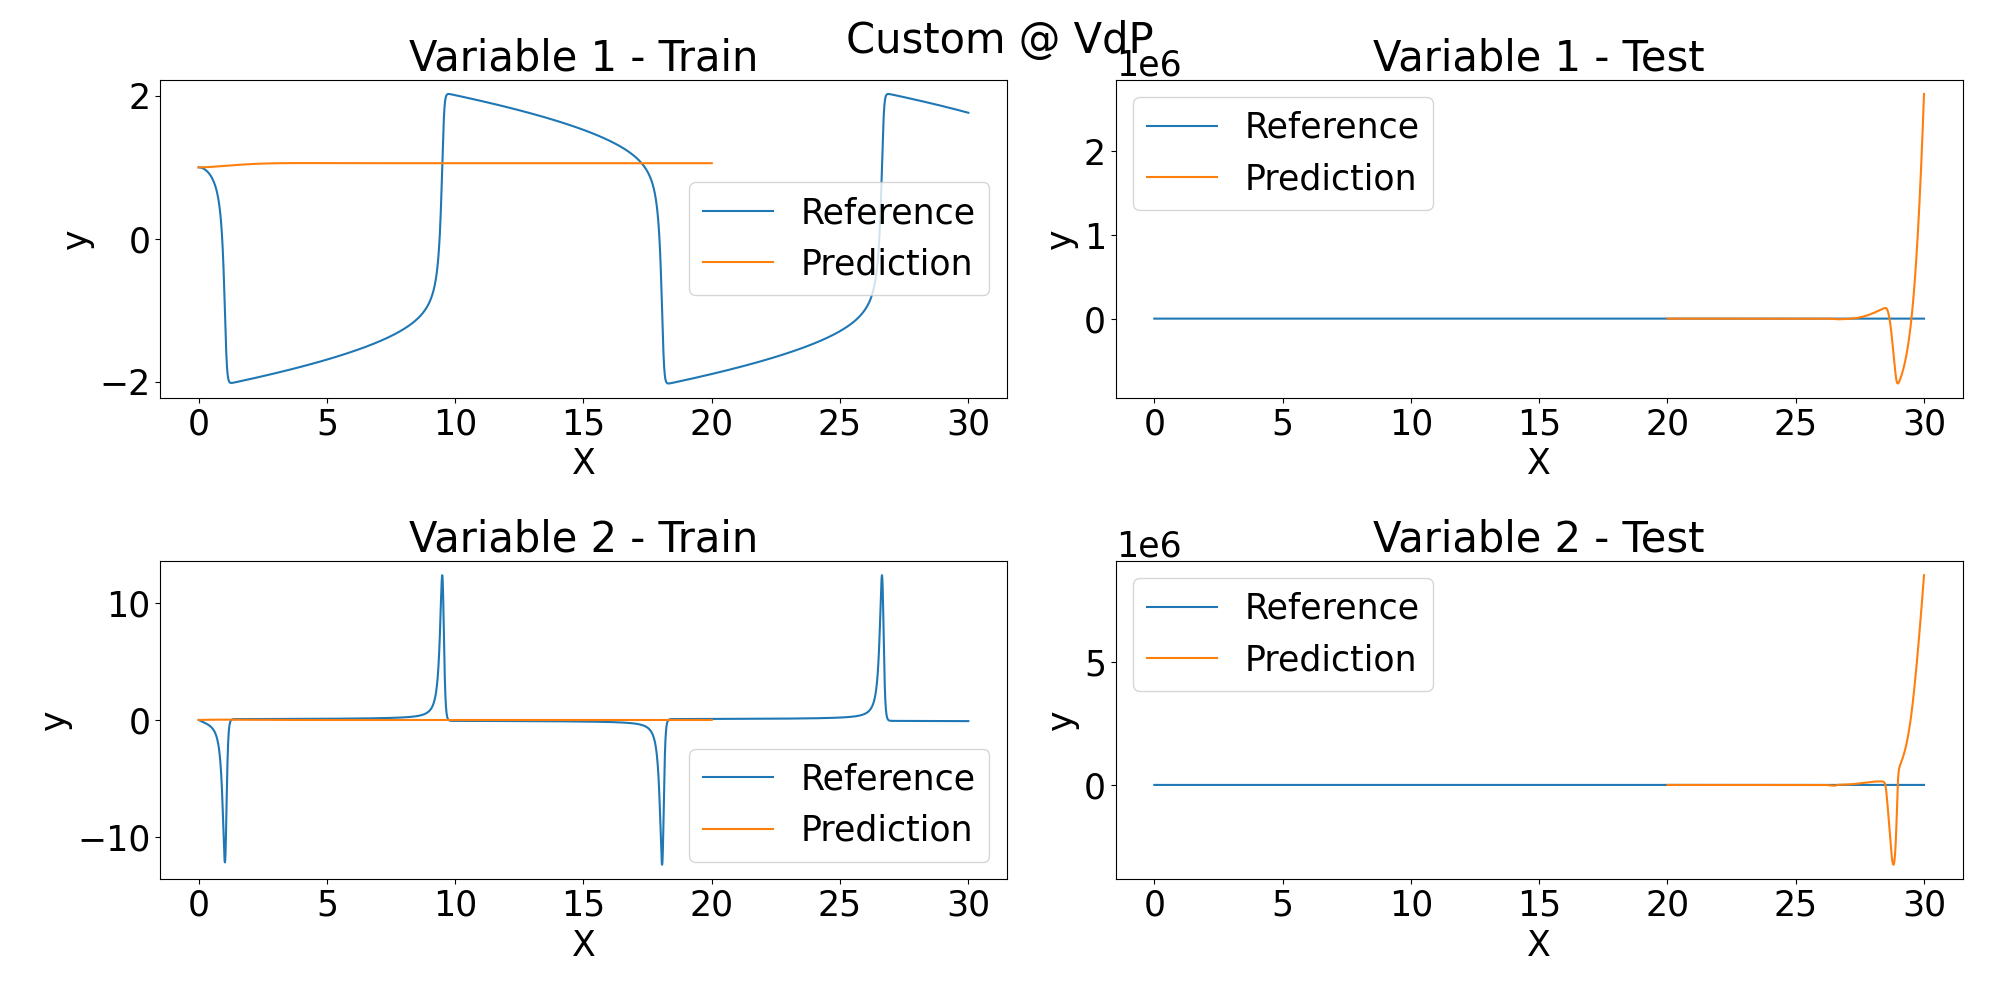 Custom @ VdP
Variable 1 - Train
2
0
−2
y
Reference
Prediction
0 5 10 15 20 25 30
X
Variable 1 - Test
1e6
2
1
0
y
Reference
Prediction
0 5 10 15 20 25 30
X
Variable 2 - Train
10
0
−10
y
Reference
Prediction
0 5 10 15 20 25 30
X
Variable 2 - Test
1e6
5
0
y
Reference
Prediction
0 5 10 15 20 25 30
X